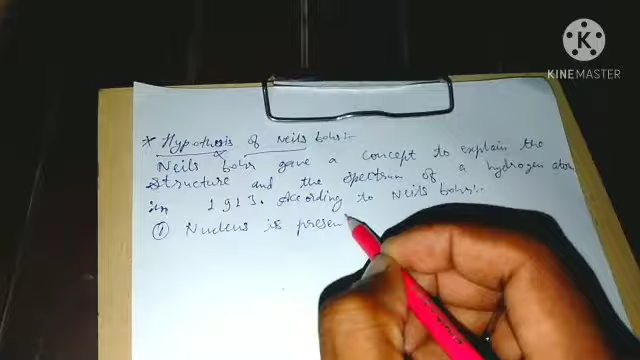 * Hypothesis of Neils bohr:-
Neils bohr gave a concept to explain the
structure and the spectrum of a hydrogen atom
in 1913. According to Neils bohr:-
① Nucleus is presen
K
KINEMASTER